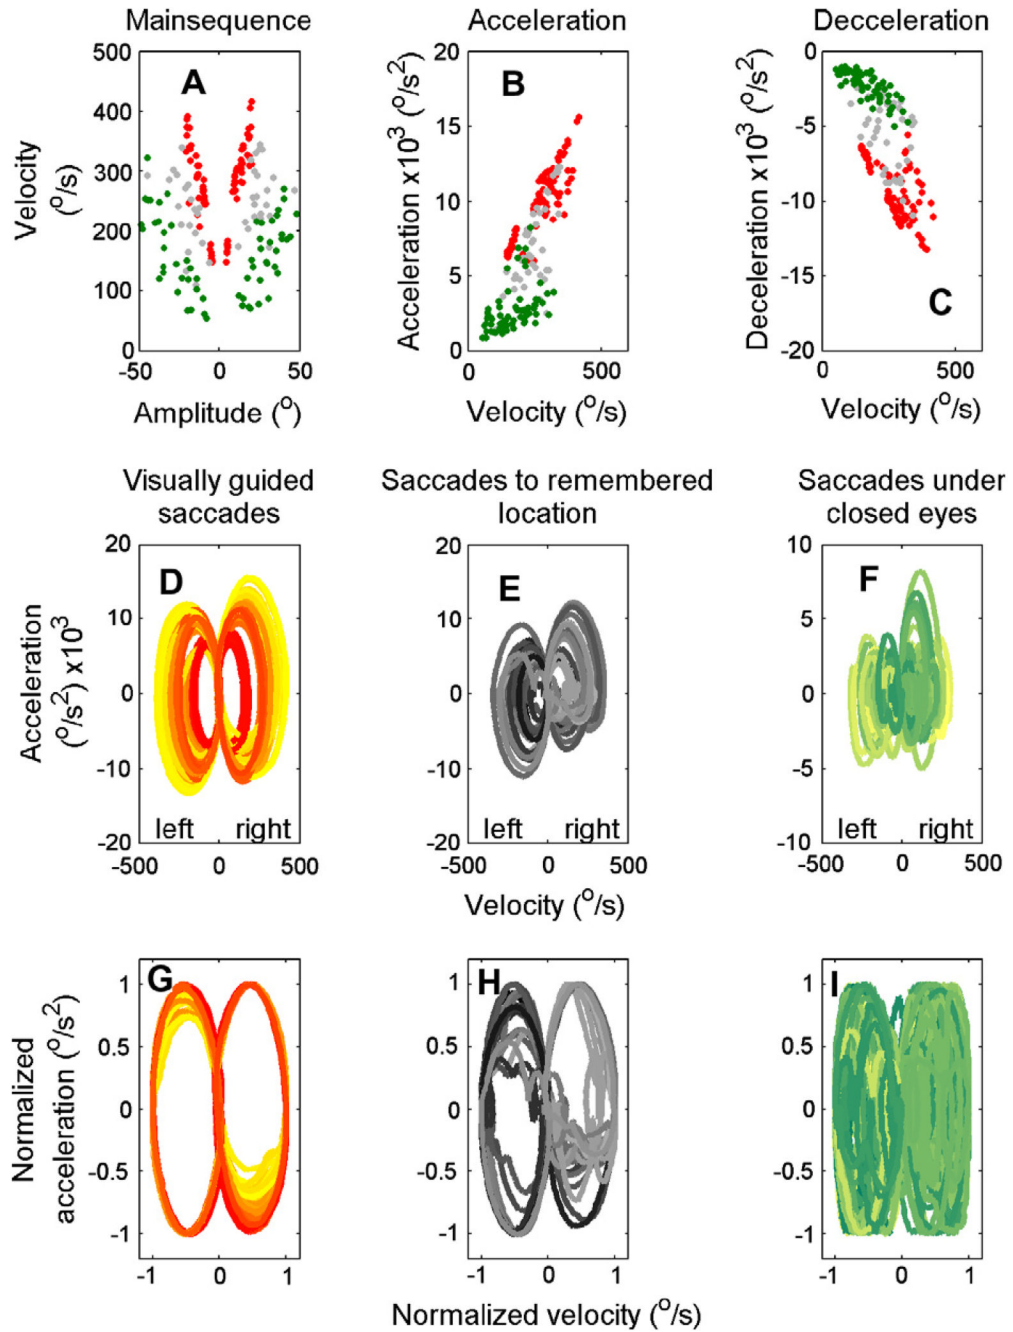 Mainsequence
Acceleration
Decceleration
500
400
300
200
100
0
-50
0
50
A
Velocity
(°/s)
Amplitude (°)
20
15
10
5
0
0
500
B
Acceleration x10³ (°/s²)
Velocity (°/s)
0
-5
-10
-15
-20
0
500
C
Deceleration x10³ (°/s²)
Velocity (°/s)
Visually guided
saccades
Saccades to remembered
location
Saccades under
closed eyes
20
10
0
-10
-20
-500
0
500
D
left
right
Acceleration
(°/s²) x10³
20
10
0
-10
-20
-500
0
500
E
left
right
Velocity (°/s)
10
5
0
-5
-10
-500
0
500
F
left
right
1
0.5
0
-0.5
-1
-1
0
1
G
Normalized
acceleration (°/s²)
1
0.5
0
-0.5
-1
-1
0
1
H
Normalized velocity (°/s)
1
0.5
0
-0.5
-1
-1
0
1
I